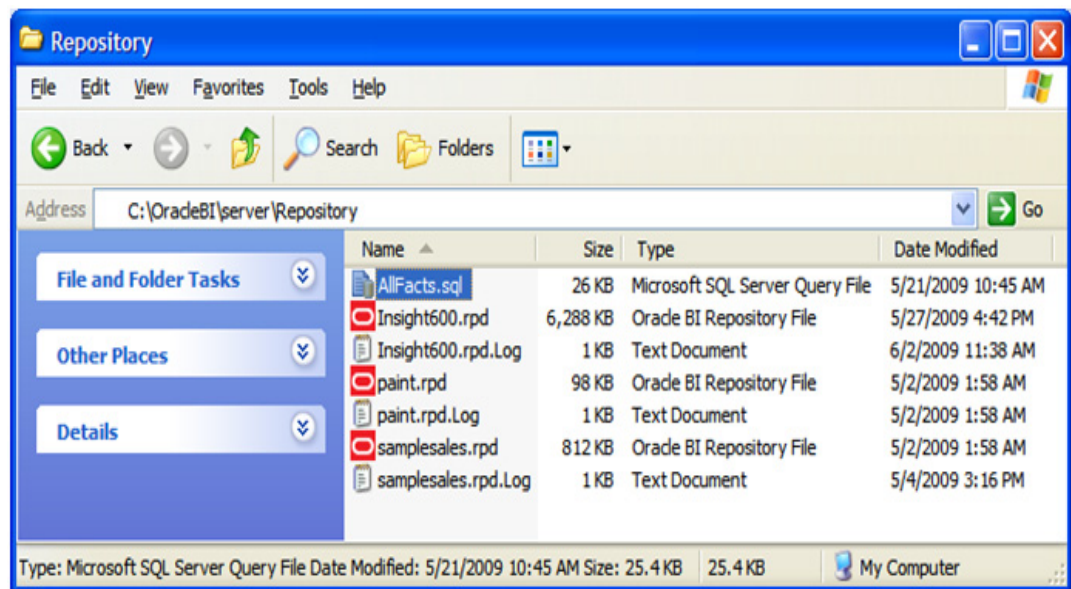 Repository
File Edit View Favorites Tools Help
Back Search Folders
Address C:\OracleBI\server\Repository Go
File and Folder Tasks
Other Places
Details
Name Size Type Date Modified
AllFacts.sql 26 KB Microsoft SQL Server Query File 5/21/2009 10:45 AM
Insight600.rpd 6,288 KB Oracle BI Repository File 5/27/2009 4:42 PM
Insight600.rpd.Log 1 KB Text Document 6/2/2009 11:38 AM
paint.rpd 98 KB Oracle BI Repository File 5/2/2009 1:58 AM
paint.rpd.Log 1 KB Text Document 5/2/2009 1:58 AM
samplesales.rpd 812 KB Oracle BI Repository File 5/2/2009 1:58 AM
samplesales.rpd.Log 1 KB Text Document 5/4/2009 3:16 PM
Type: Microsoft SQL Server Query File Date Modified: 5/21/2009 10:45 AM Size: 25.4 KB 25.4 KB My Computer